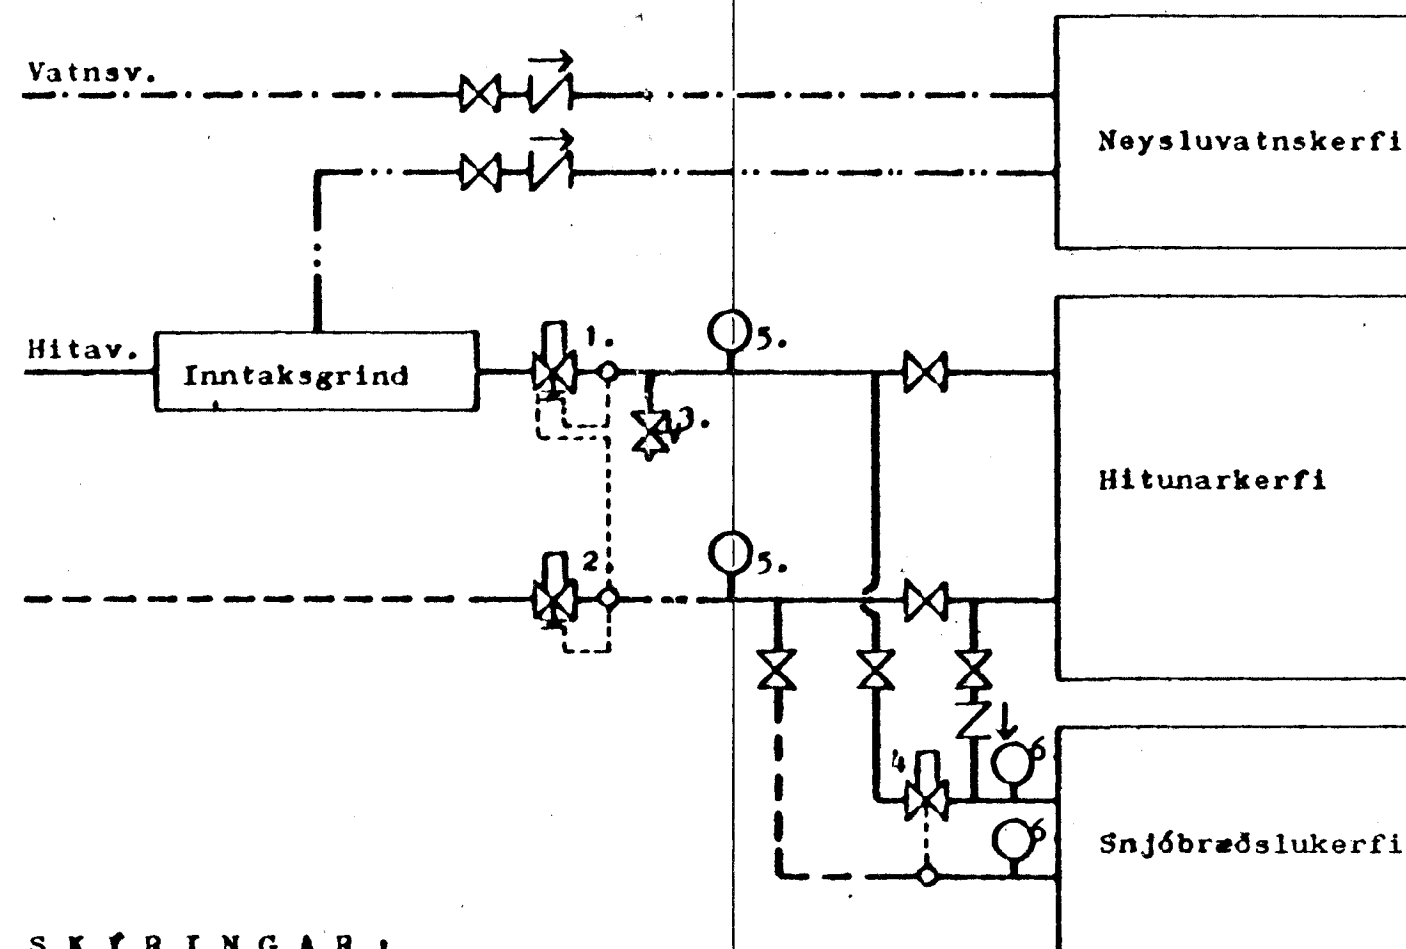 Vatnsv.
Neysluvatnskerfi
Hitav.
Inntaksgrind
1.
5.
3.
Hitunarkerfi
2
5.
4
6
6
Snjóbræðslukerfi
SKÝRINGAR: